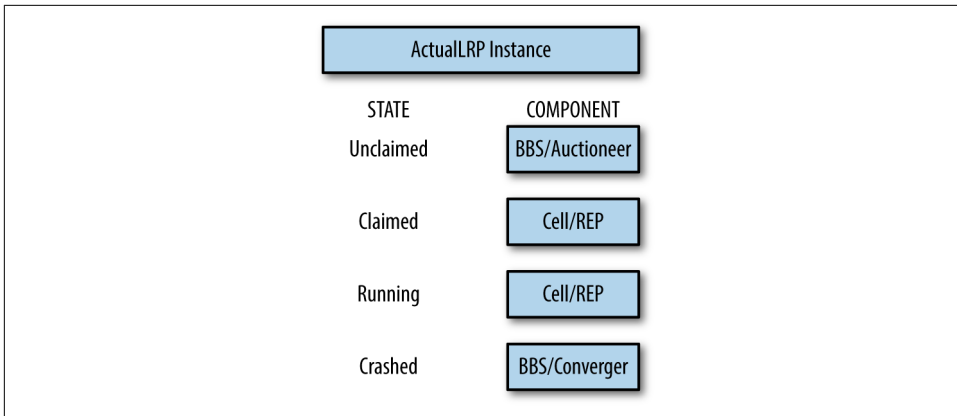 ActualLRP Instance
STATE COMPONENT
Unclaimed BBS/Auctioneer
Claimed Cell/REP
Running Cell/REP
Crashed BBS/Converger